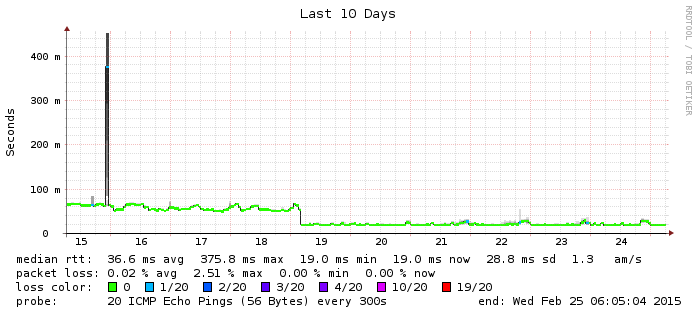 Last 10 Days
RRDTOOL / TOBI OETIKER
Seconds
400 m
300 m
200 m
100 m
0
15 16 17 18 19 20 21 22 23 24
median rtt: 36.6 ms avg 375.8 ms max 19.0 ms min 19.0 ms now 28.8 ms sd 1.3 am/s
packet loss: 0.02 % avg 2.51 % max 0.00 % min 0.00 % now
loss color: 0 1/20 2/20 3/20 4/20 10/20 19/20
probe: 20 ICMP Echo Pings (56 Bytes) every 300s end: Wed Feb 25 06:05:04 2015